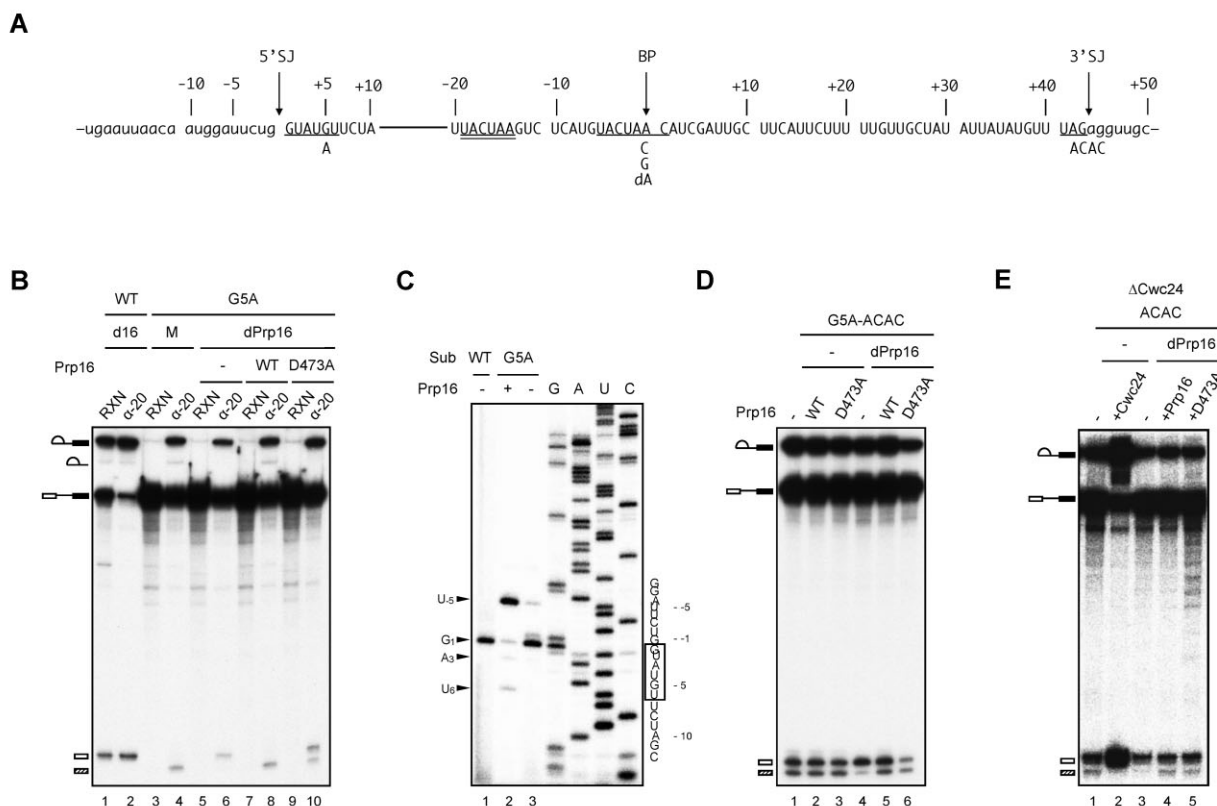 A
5'SJ BP 3'SJ
-10 -5 +5 +10 -20 -10 +10 +20 +30 +40 +50
–ugaauuaaca auggauucug GUAUGUUCUA UUACUAAGUC UCAUGUACUAA CAUCGAUUGC UUCAUUCUUU UUGUUGCUAU AUUAUAUGUU UAGagguugc–
A C ACAC
G
dA
B
WT G5A
d16 M dPrp16
Prp16 - WT D473A
RXN α-20 RXN α-20 RXN α-20 RXN α-20 RXN α-20
1 2 3 4 5 6 7 8 9 10
C
Sub WT G5A
Prp16 - + - G A U C
U-5
G1
A3
U6
G
G
A
U
U
C
U
G
G
U
A
U
G
U
U
C
U
A
G
C
- -5
- -1
- 5
- 10
1 2 3
D
G5A-ACAC
- dPrp16
Prp16 - WT D473A - WT D473A
1 2 3 4 5 6
E
ΔCwc24
ACAC
- dPrp16
- +Cwc24 - +Prp16 +D473A
1 2 3 4 5